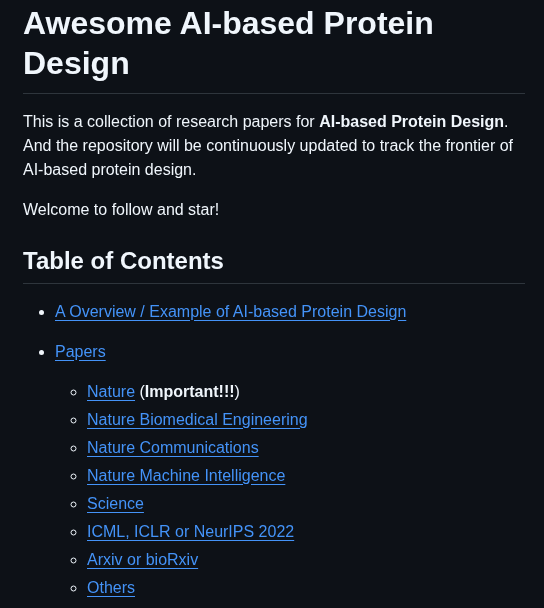 Awesome AI-based Protein
Design
This is a collection of research papers for AI-based Protein Design.
And the repository will be continuously updated to track the frontier of
AI-based protein design.
Welcome to follow and star!
Table of Contents
A Overview / Example of AI-based Protein Design
Papers
Nature (Important!!!)
Nature Biomedical Engineering
Nature Communications
Nature Machine Intelligence
Science
ICML, ICLR or NeurIPS 2022
Arxiv or bioRxiv
Others